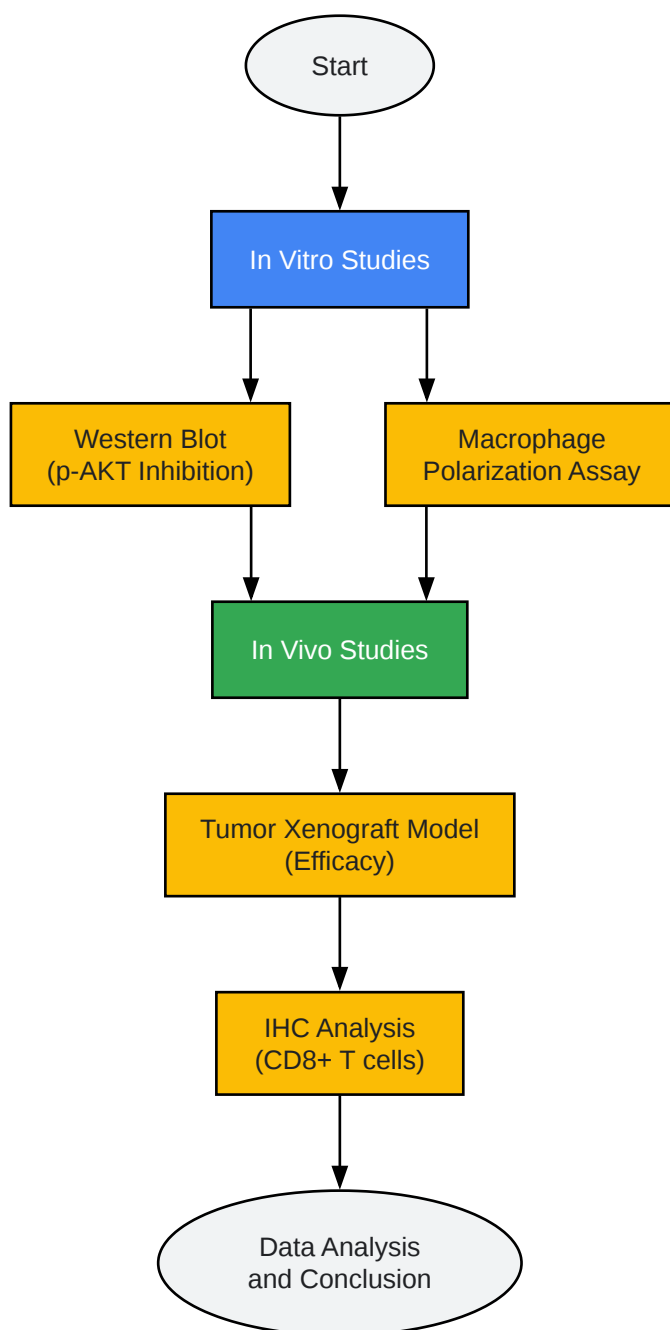 Start
In Vitro Studies
Western Blot
(p-AKT Inhibition)
Macrophage
Polarization Assay
In Vivo Studies
Tumor Xenograft Model
(Efficacy)
IHC Analysis
(CD8+ T cells)
Data Analysis
and Conclusion